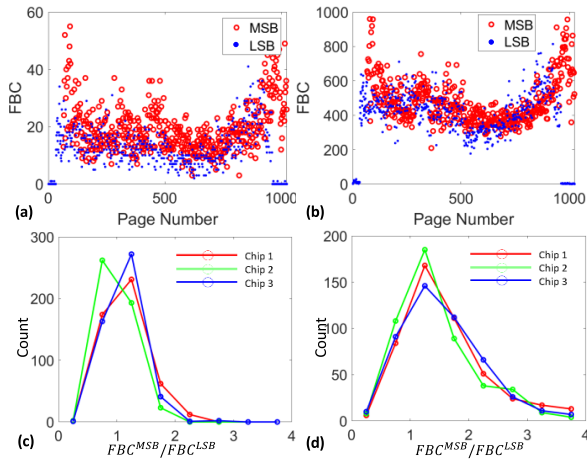 60
40
20
0
FBC
MSB
LSB
0 500 1000
(a) Page Number
1000
800
600
400
200
0
FBC
MSB
LSB
0 500 1000
(b) Page Number
300
200
100
0
Count
Chip 1
Chip 2
Chip 3
0 1 2 3 4
(c) FBC^MSB/FBC^LSB
200
150
100
50
0
Count
Chip 1
Chip 2
Chip 3
0 1 2 3 4
(d) FBC^MSB/FBC^LSB